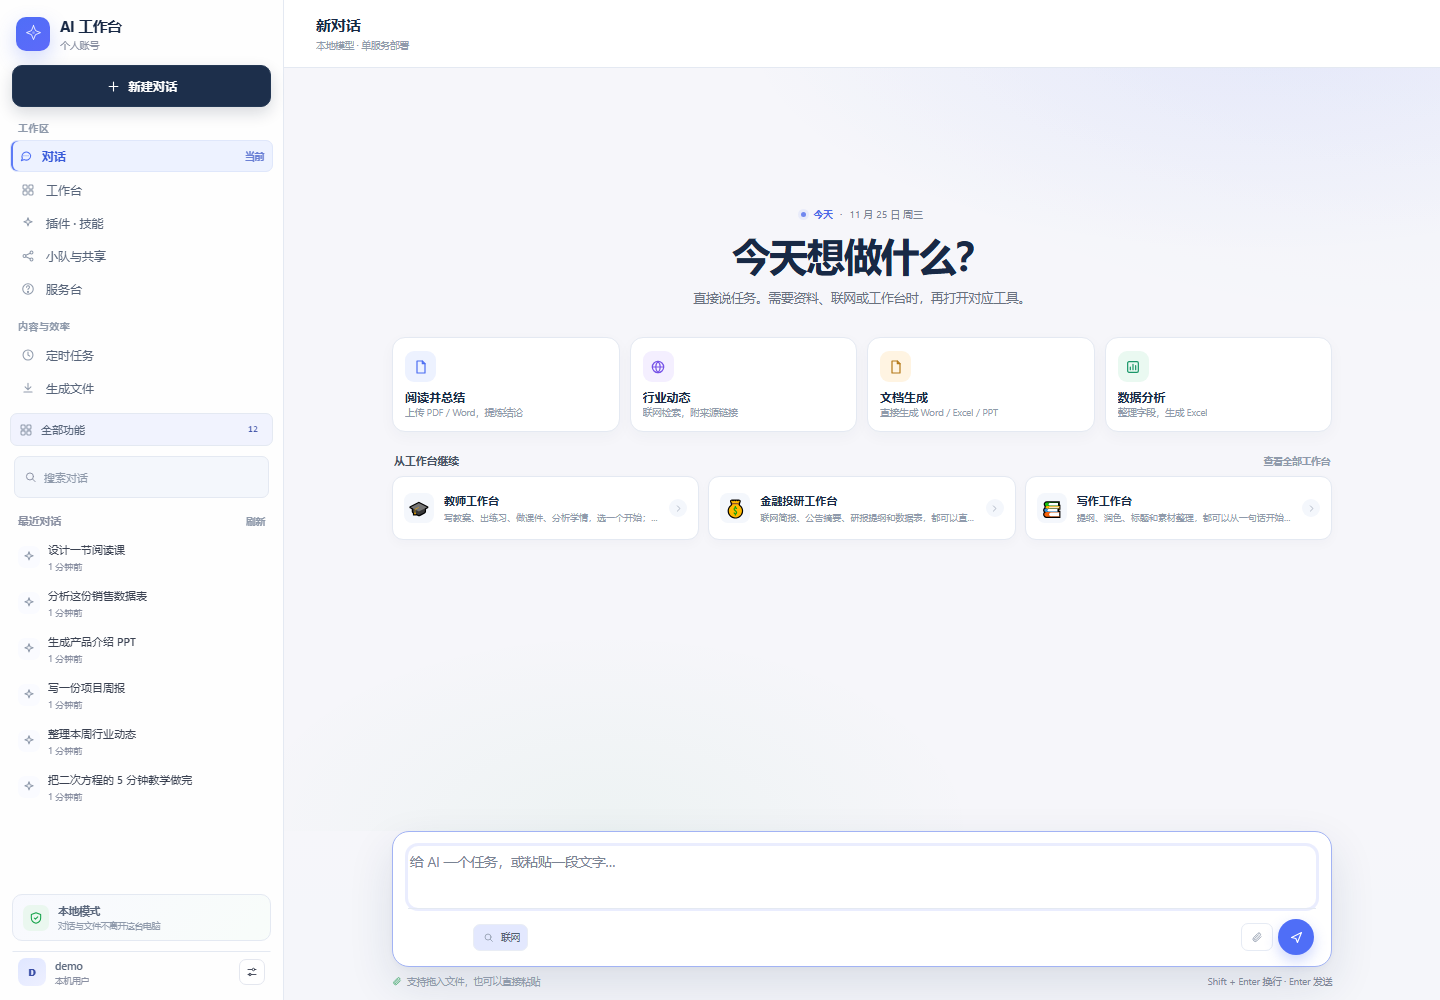 AI 工作台
个人账号
新建对话
工作区
对话
当前
工作台
插件 · 技能
小队与共享
服务台
内容与效率
定时任务
生成文件
全部功能
12
搜索对话
最近对话
刷新
设计一节阅读课
1 分钟前
分析这份销售数据表
1 分钟前
生成产品介绍 PPT
1 分钟前
写一份项目周报
1 分钟前
整理本周行业动态
1 分钟前
把二次方程的 5 分钟教学做完
1 分钟前
本地模式
对话与文件不离开这台电脑
D
demo
本机用户
新对话
本地模型 · 单服务部署
今天 · 11 月 25 日 周三
今天想做什么？
直接说任务。需要资料、联网或工作台时，再打开对应工具。
阅读并总结
上传 PDF / Word，提炼结论
行业动态
联网检索，附来源链接
文档生成
直接生成 Word / Excel / PPT
数据分析
整理字段，生成 Excel
从工作台继续
查看全部工作台
教师工作台
写教案、出练习、做课件、分析学情，选一个开始；...
金融投研工作台
联网简报、公告摘要、研报提纲和数据表，都可以直...
写作工作台
提纲、润色、标题和素材整理，都可以从一句话开始...
给 AI 一个任务，或粘贴一段文字...
联网
支持拖入文件，也可以直接粘贴
Shift + Enter 换行 · Enter 发送